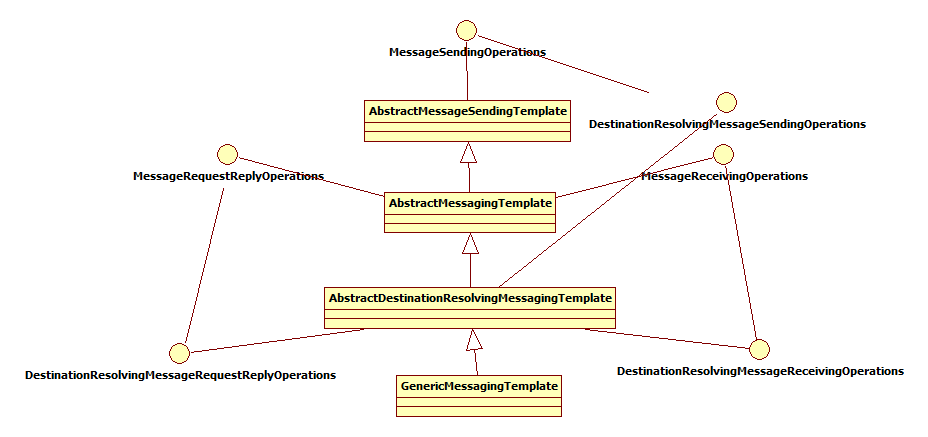 MessageSendingOperations
AbstractMessageSendingTemplate
DestinationResolvingMessageSendingOperations
MessageRequestReplyOperations
MessageReceivingOperations
AbstractMessagingTemplate
AbstractDestinationResolvingMessagingTemplate
DestinationResolvingMessageRequestReplyOperations
DestinationResolvingMessageReceivingOperations
GenericMessagingTemplate